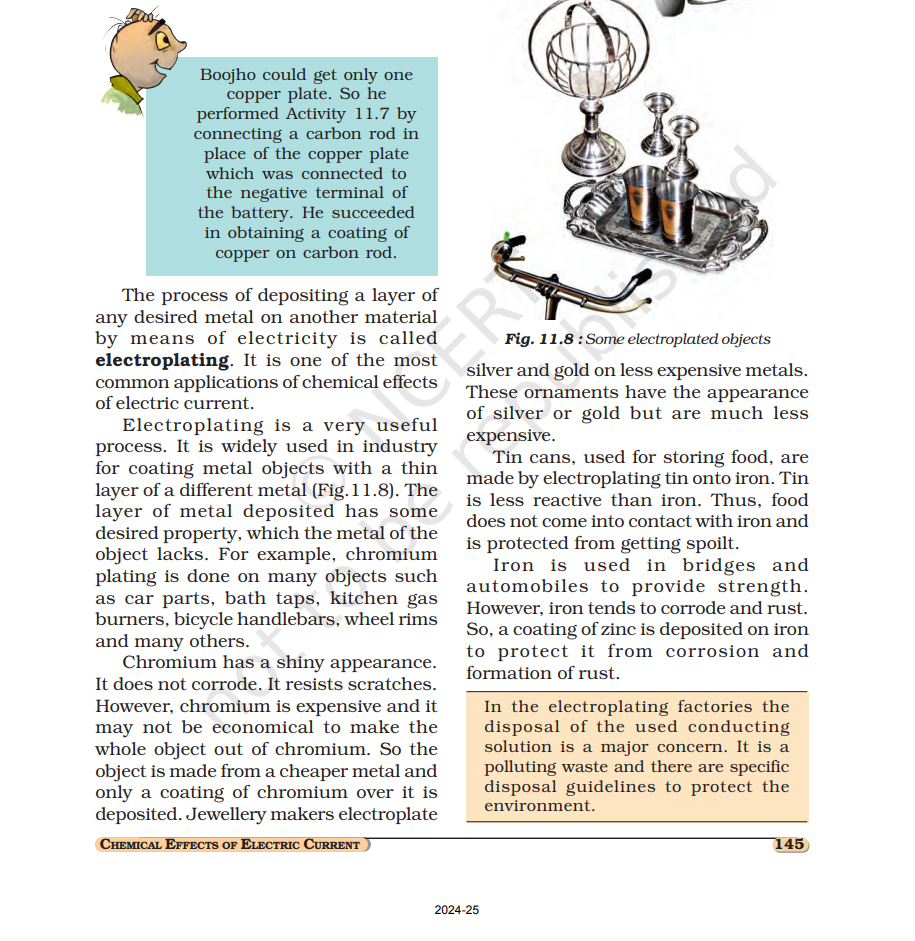 Boojho could get only one
copper plate. So he
performed Activity 11.7 by
connecting a carbon rod in
place of the copper plate
which was connected to
the negative terminal of
the battery. He succeeded
in obtaining a coating of
copper on carbon rod.
The process of depositing a layer of
any desired metal on another material
by means of electricity is called
electroplating. It is one of the most
common applications of chemical effects
of electric current.
Electroplating is a very useful
process. It is widely used in industry
for coating metal objects with a thin
layer of a different metal (Fig.11.8). The
layer of metal deposited has some
desired property, which the metal of the
object lacks. For example, chromium
plating is done on many objects such
as car parts, bath taps, kitchen gas
burners, bicycle handlebars, wheel rims
and many others.
Chromium has a shiny appearance.
It does not corrode. It resists scratches.
However, chromium is expensive and it
may not be economical to make the
whole object out of chromium. So the
object is made from a cheaper metal and
only a coating of chromium over it is
deposited. Jewellery makers electroplate
Fig. 11.8 : Some electroplated objects
silver and gold on less expensive metals.
These ornaments have the appearance
of silver or gold but are much less
expensive.
Tin cans, used for storing food, are
made by electroplating tin onto iron. Tin
is less reactive than iron. Thus, food
does not come into contact with iron and
is protected from getting spoilt.
Iron is used in bridges and
automobiles to provide strength.
However, iron tends to corrode and rust.
So, a coating of zinc is deposited on iron
to protect it from corrosion and
formation of rust.
In the electroplating factories the
disposal of the used conducting
solution is a major concern. It is a
polluting waste and there are specific
disposal guidelines to protect the
environment.
CHEMICAL EFFECTS OF ELECTRIC CURRENT
145
2024-25
© NCERT
not to be republished